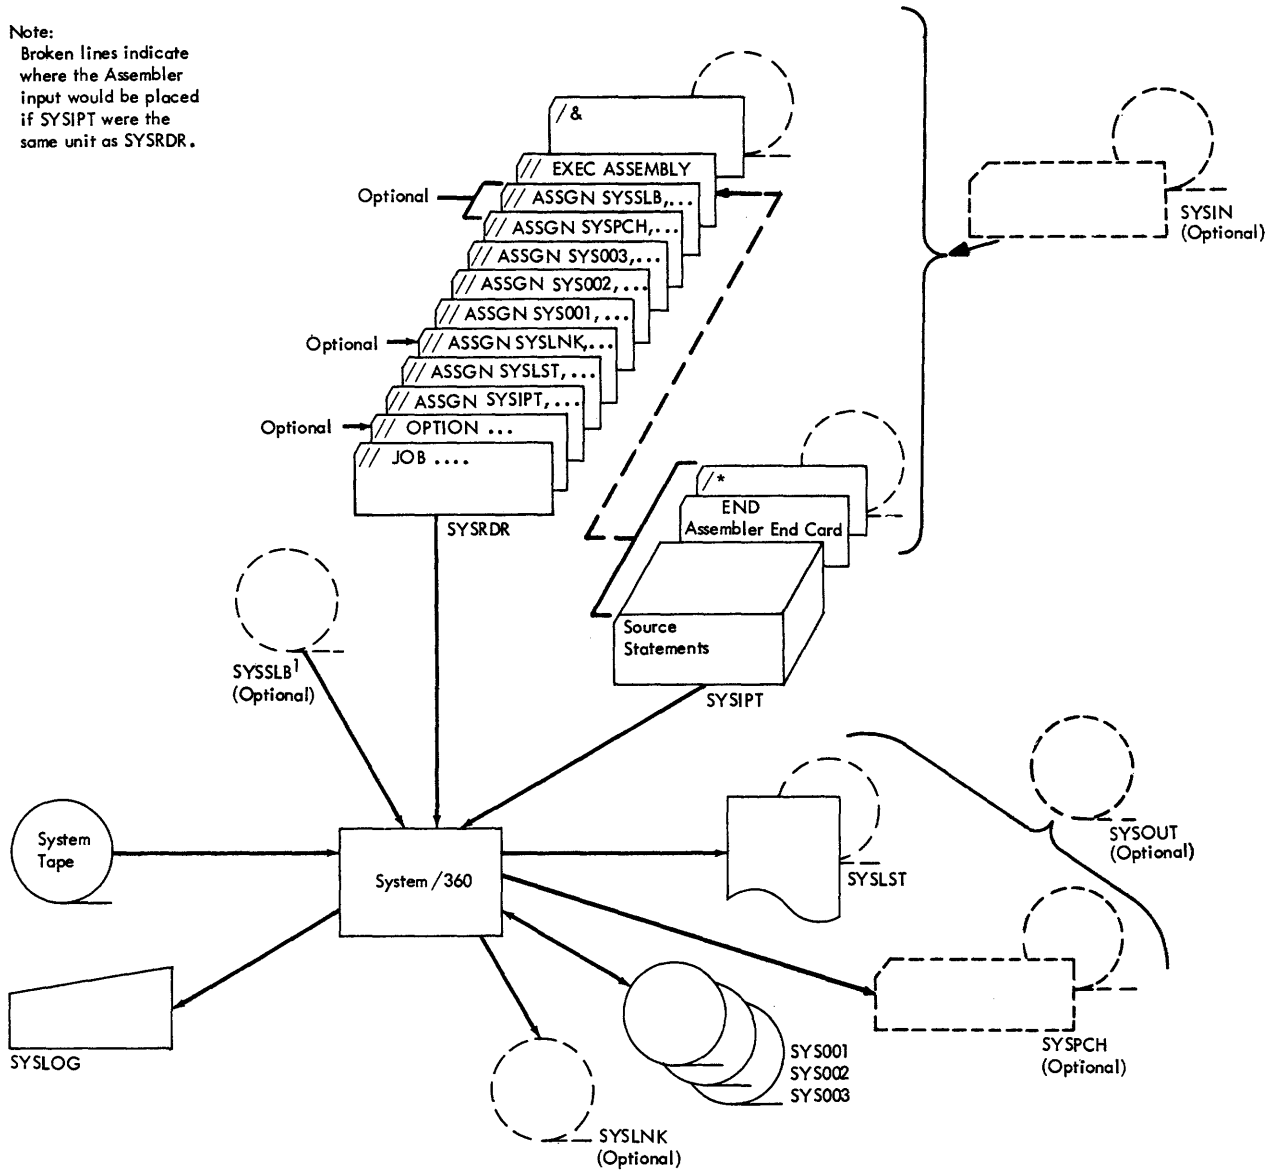 Note:
Broken lines indicate
where the Assembler
input would be placed
if SYSIPT were the
same unit as SYSRDR.
/ &
// EXEC ASSEMBLY
Optional
// ASSGN SYSSLB,...
// ASSGN SYSPCH,...
// ASSGN SYS003,...
// ASSGN SYS002,...
// ASSGN SYS001,...
Optional
// ASSGN SYSLNK,...
// ASSGN SYSLST,...
// ASSGN SYSIPT,...
Optional
// OPTION ...
// JOB ....
SYSRDR
SYSIN
(Optional)
/ *
END
Assembler End Card
Source
Statements
SYSIPT
SYSSLB1
(Optional)
System
Tape
System/360
SYSLST
SYSOUT
(Optional)
SYSLOG
SYSLNK
(Optional)
SYS001
SYS002
SYS003
SYSPCH
(Optional)